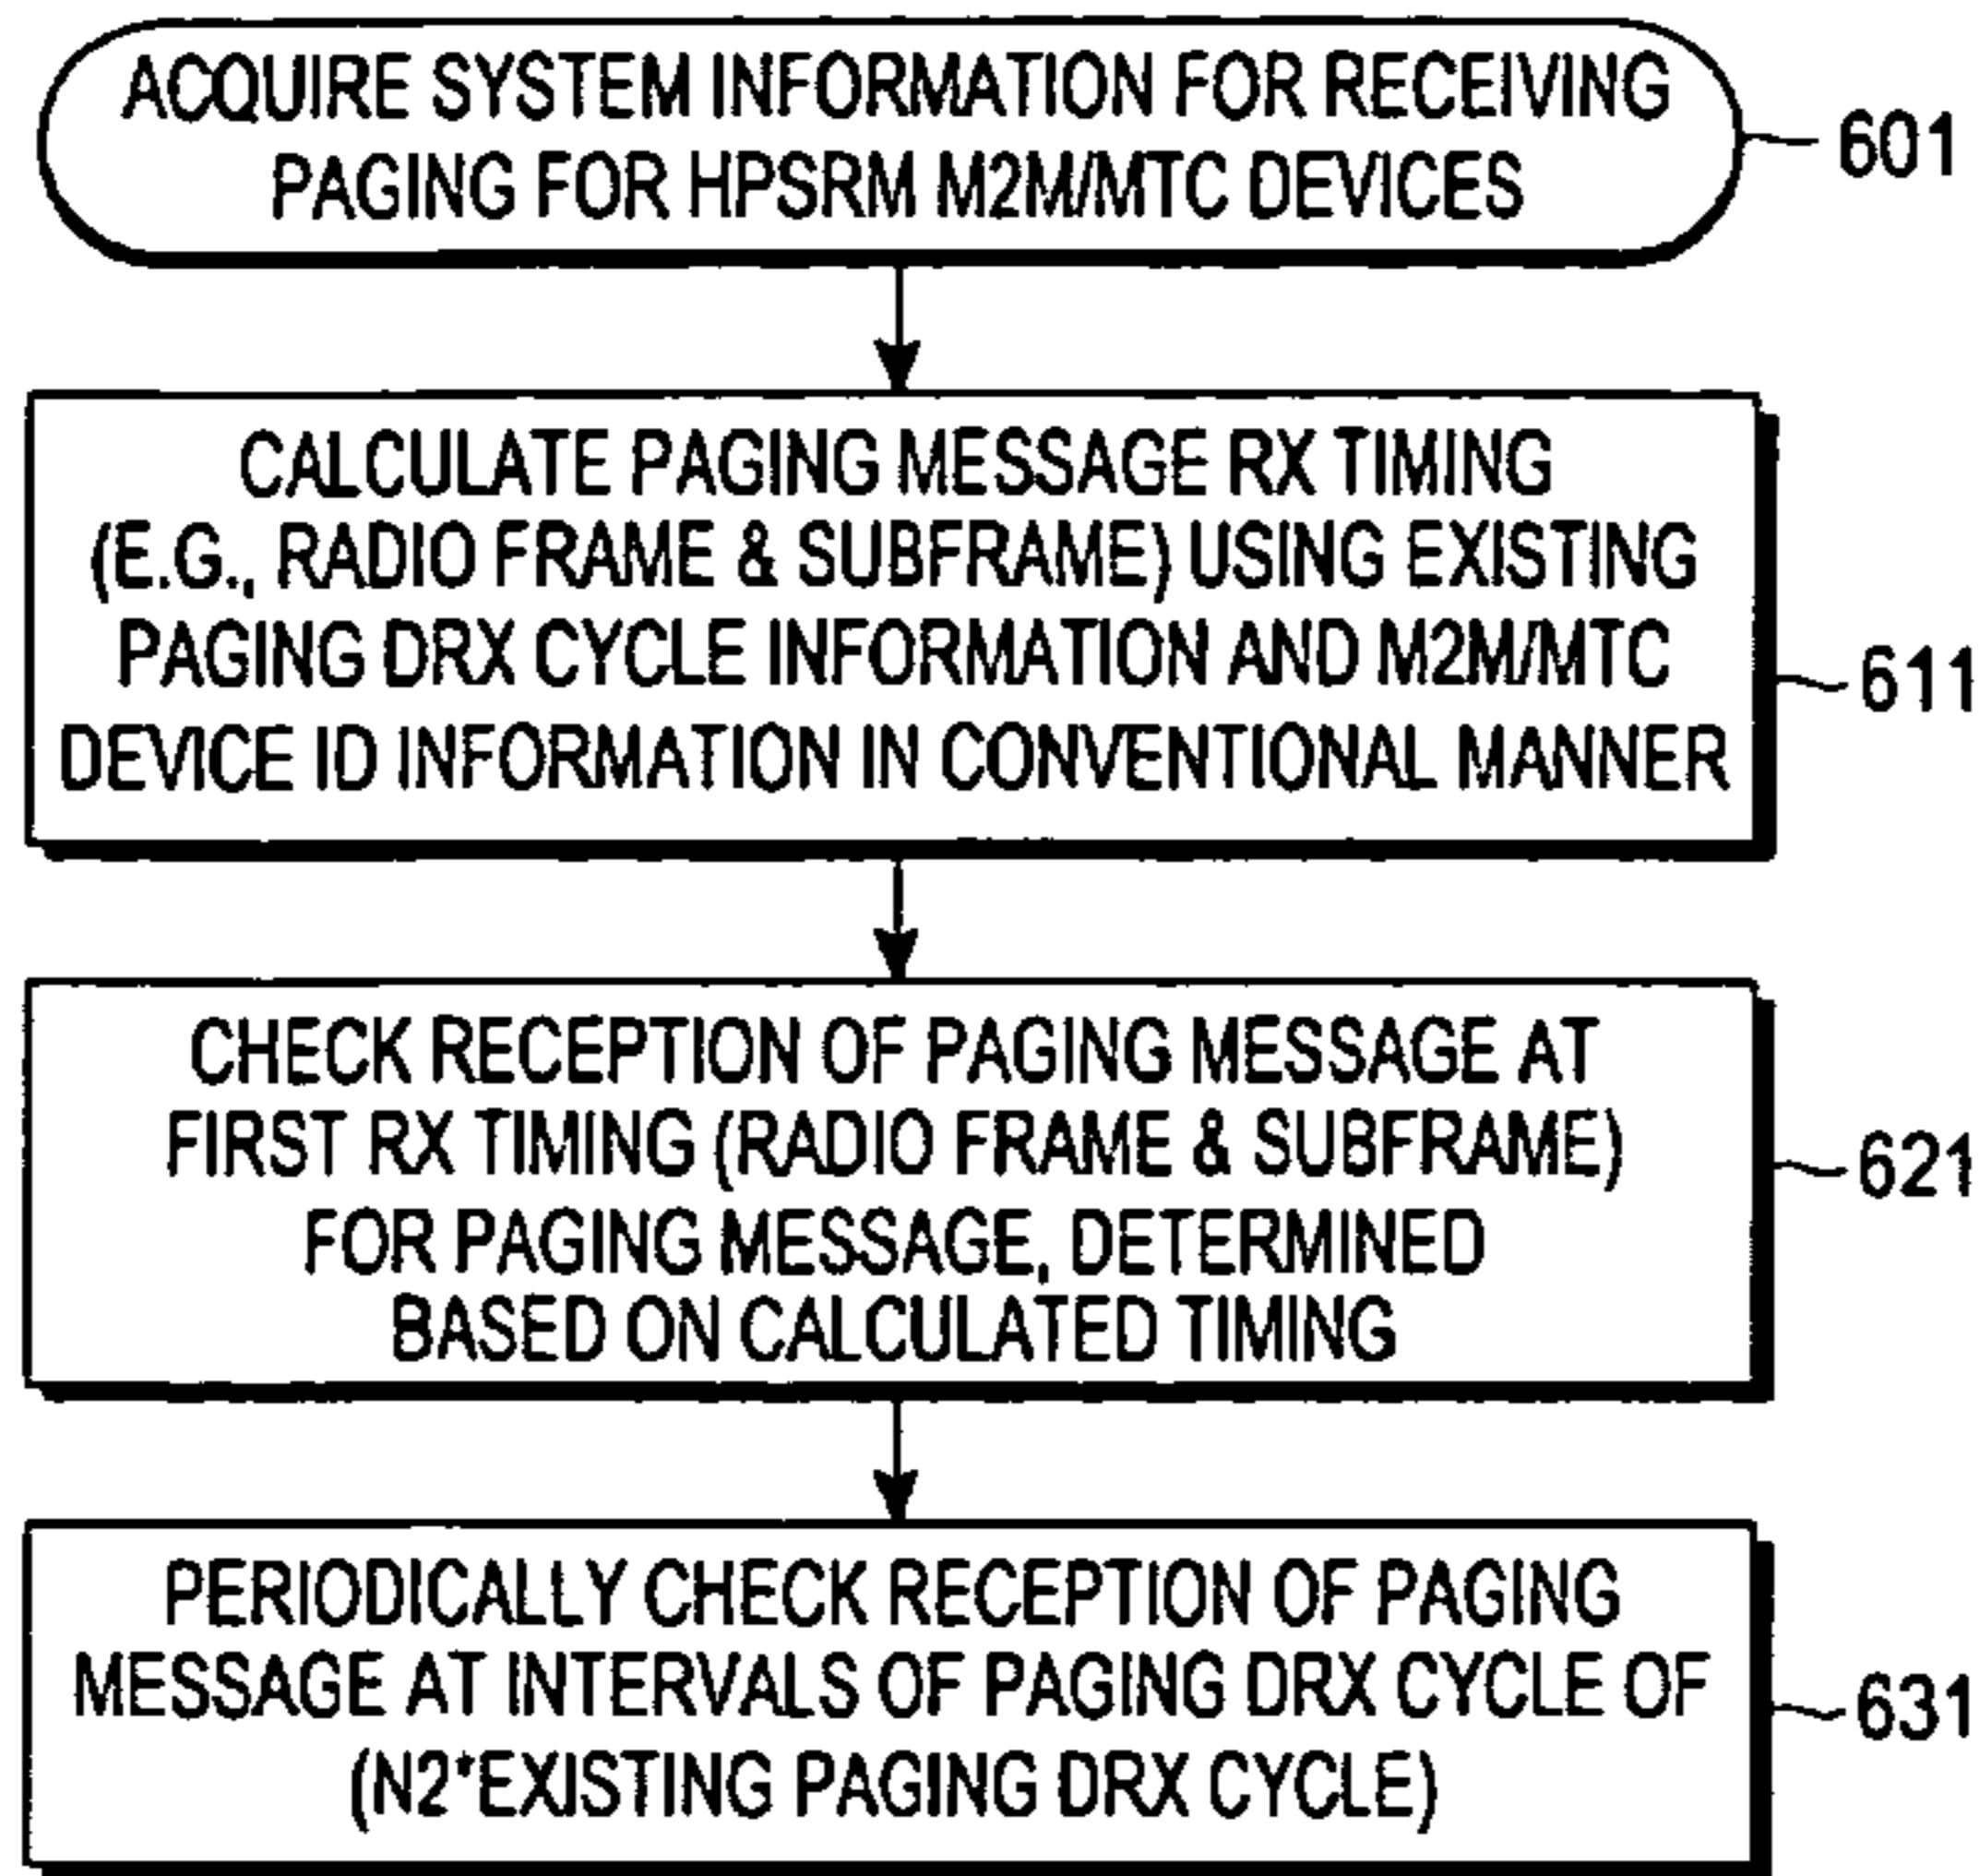 ACQUIRE SYSTEM INFORMATION FOR RECEIVING
PAGING FOR HPSRM M2M/MTC DEVICES
601
CALCULATE PAGING MESSAGE RX TIMING
(E.G., RADIO FRAME & SUBFRAME) USING EXISTING
PAGING DRX CYCLE INFORMATION AND M2M/MTC
DEVICE ID INFORMATION IN CONVENTIONAL MANNER
611
CHECK RECEPTION OF PAGING MESSAGE AT
FIRST RX TIMING (RADIO FRAME & SUBFRAME)
FOR PAGING MESSAGE, DETERMINED
BASED ON CALCULATED TIMING
621
PERIODICALLY CHECK RECEPTION OF PAGING
MESSAGE AT INTERVALS OF PAGING DRX CYCLE OF
(N2*EXISTING PAGING DRX CYCLE)
631